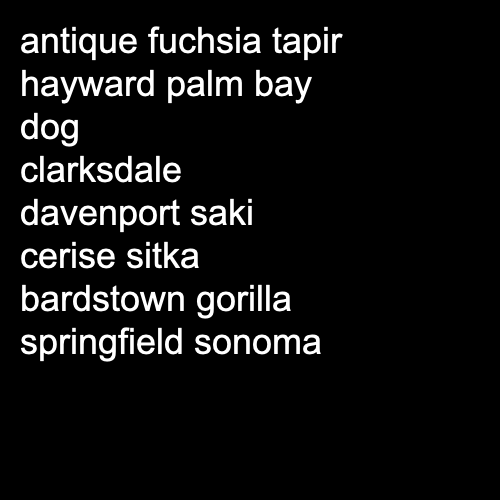 antique fuchsia tapir
hayward palm bay
dog
clarksdale
davenport saki
cerise sitka
bardstown gorilla
springfield sonoma